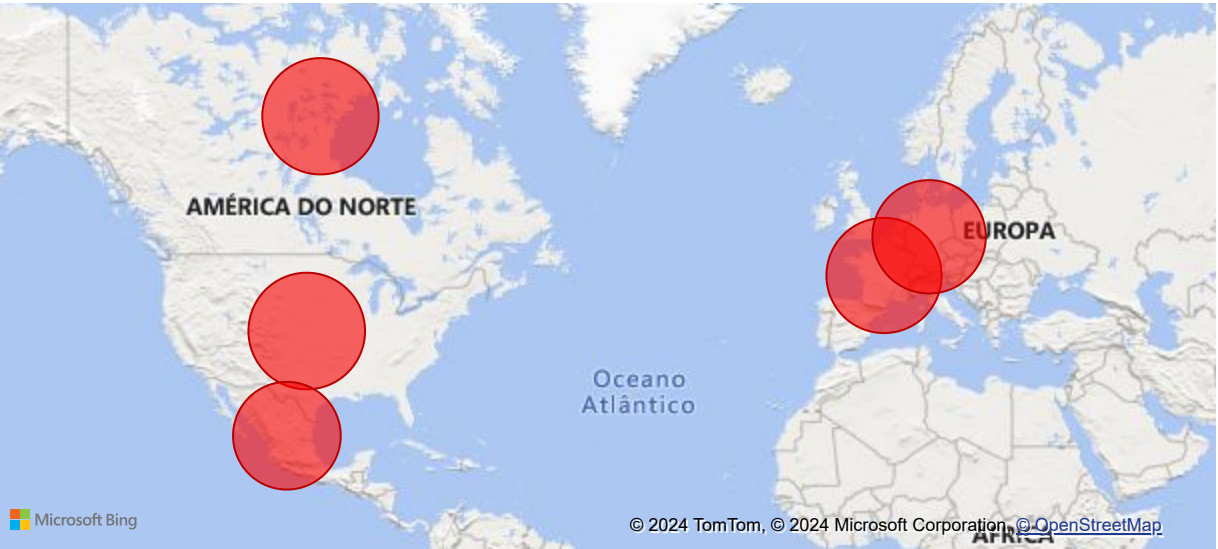 AMÉRICA DO NORTE
EUROPA
Oceano
Atlântico
Microsoft Bing
© 2024 TomTom, © 2024 Microsoft Corporation, © OpenStreetMap
ÁFRICA